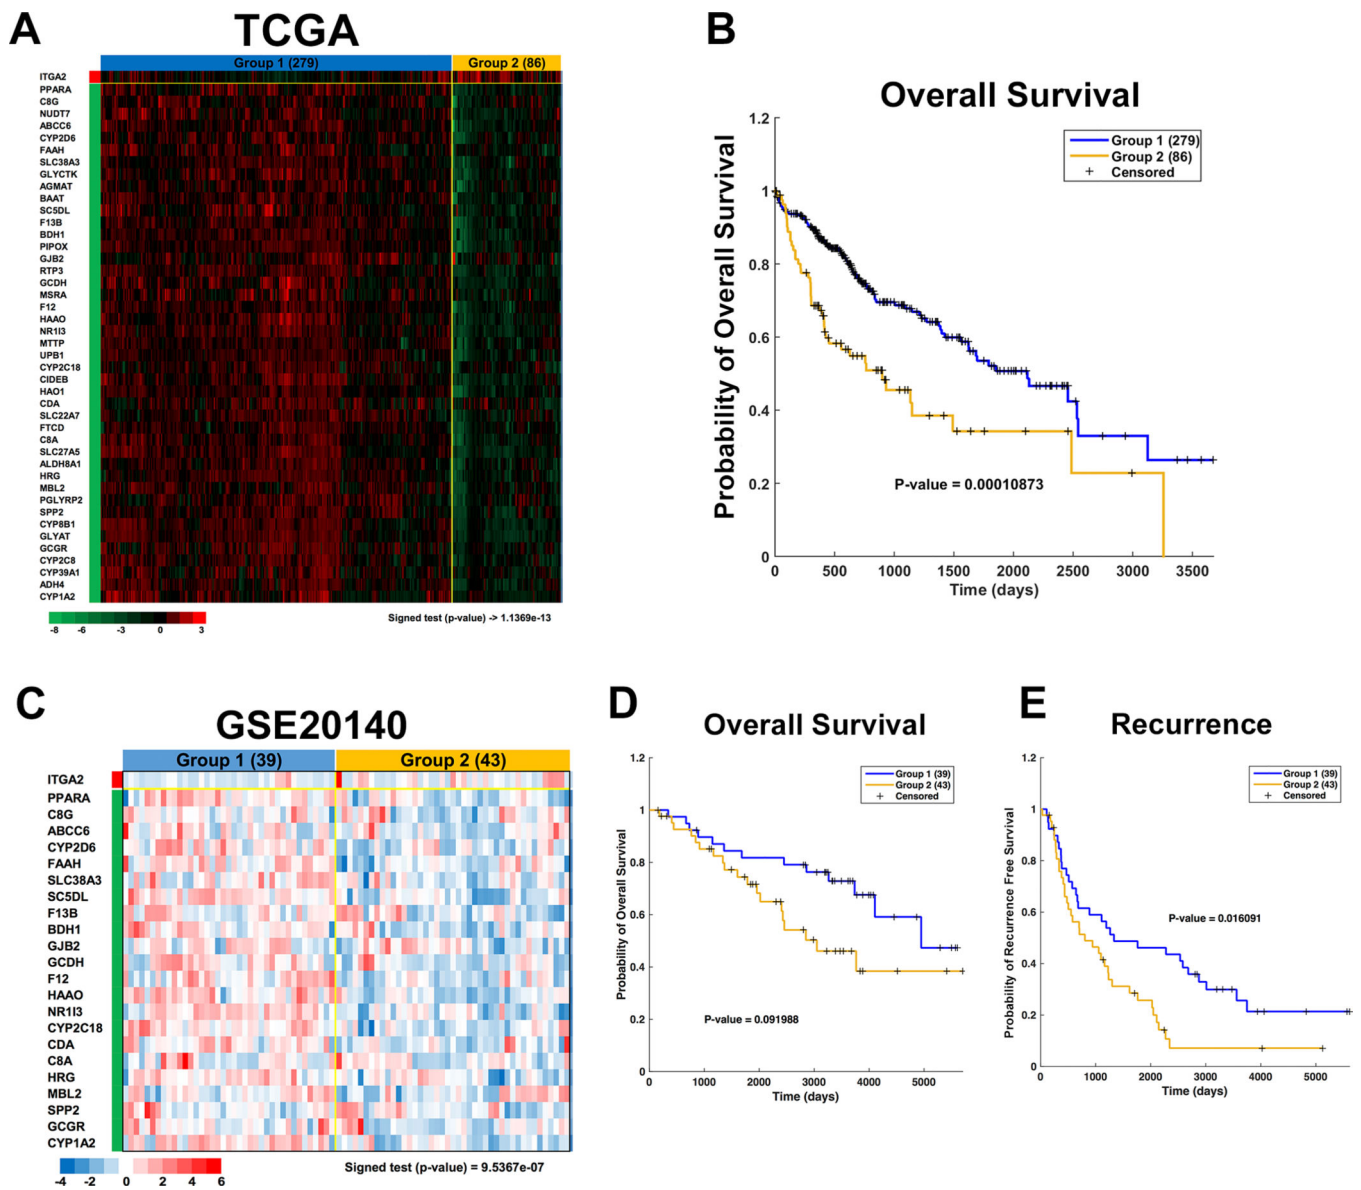 A
TCGA
Group 1 (279)
Group 2 (86)
ITGA2
PPARA
C8G
NUDT7
ABCC6
CYP2D6
FAAH
SLC38A3
GLYCTK
AGMAT
BAAT
SC5DL
F13B
BDH1
PIPOX
GJB2
RTP3
GCDH
MSRA
F12
HAAO
NR1I3
MTTP
UPB1
CYP2C18
CIDEB
HAO1
CDA
SLC22A7
FTCD
C8A
SLC27A5
ALDH8A1
HRG
MBL2
PGLYRP2
SPP2
CYP8B1
GLYAT
GCGR
CYP2C8
CYP39A1
ADH4
CYP1A2
-8 -6 -3 0 3
Signed test (p-value) -> 1.1369e-13
B
Overall Survival
Probability of Overall Survival
1.2
1
0.8
0.6
0.4
0.2
0
Group 1 (279)
Group 2 (86)
Censored
P-value = 0.00010873
0 500 1000 1500 2000 2500 3000 3500
Time (days)
C
GSE20140
Group 1 (39)
Group 2 (43)
ITGA2
PPARA
C8G
ABCC6
CYP2D6
FAAH
SLC38A3
SC5DL
F13B
BDH1
GJB2
GCDH
F12
HAAO
NR1I3
CYP2C18
CDA
C8A
HRG
MBL2
SPP2
GCGR
CYP1A2
-4 -2 0 2 4 6
Signed test (p-value) = 9.5367e-07
D
Overall Survival
Probability of Overall Survival
1.2
1
0.8
0.6
0.4
0.2
0
Group 1 (39)
Group 2 (43)
Censored
P-value = 0.091988
0 1000 2000 3000 4000 5000
Time (days)
E
Recurrence
Probability of Recurrence Free Survival
1.2
1
0.8
0.6
0.4
0.2
0
Group 1 (39)
Group 2 (43)
Censored
P-value = 0.016091
0 1000 2000 3000 4000 5000
Time (days)